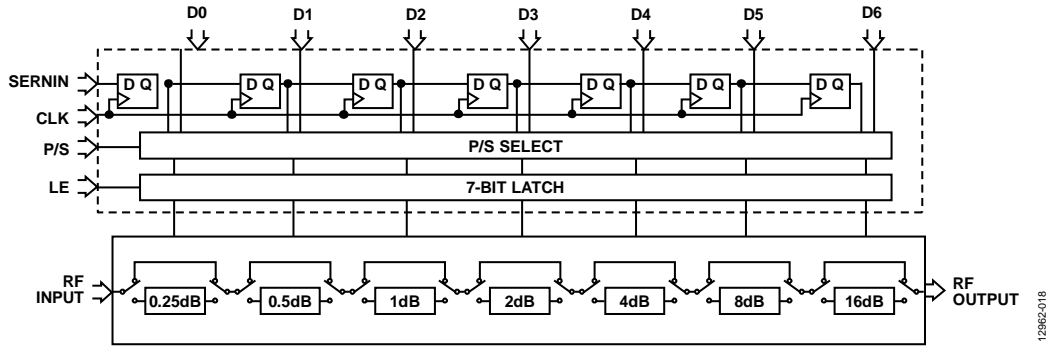 D0 D1 D2 D3 D4 D5 D6
SERNIN
D Q D Q D Q D Q D Q D Q D Q
CLK
P/S
P/S SELECT
LE
7-BIT LATCH
RF
INPUT
0.25dB 0.5dB 1dB 2dB 4dB 8dB 16dB
RF
OUTPUT
12962-018